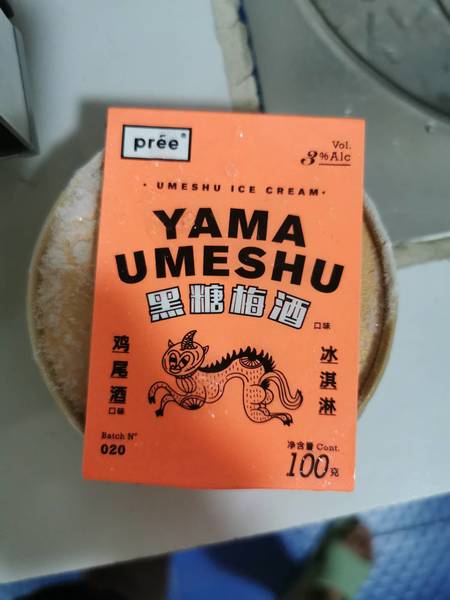 prée®
Vol.
3%Alc
· UMESHU ICE CREAM ·
YAMA
UMESHU
黑糖梅酒
口味
鸡尾酒
口味
冰淇淋
Batch Nº
020
净含量 Cont.
100克